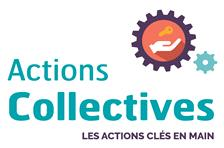 Actions
Collectives
LES ACTIONS CLÉS EN MAIN